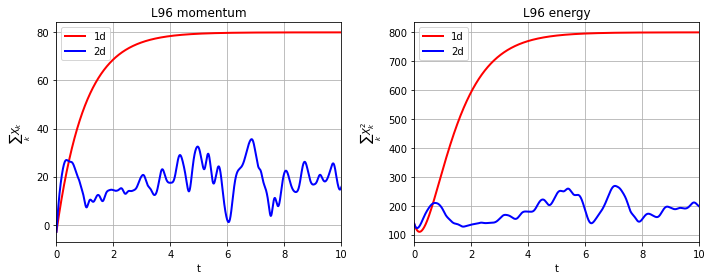 L96 momentum
1d
2d
80
60
40
20
0
∑ₖ Xₖ
0 2 4 6 8 10
t
L96 energy
1d
2d
800
700
600
500
400
300
200
100
∑ₖ Xₖ²
0 2 4 6 8 10
t